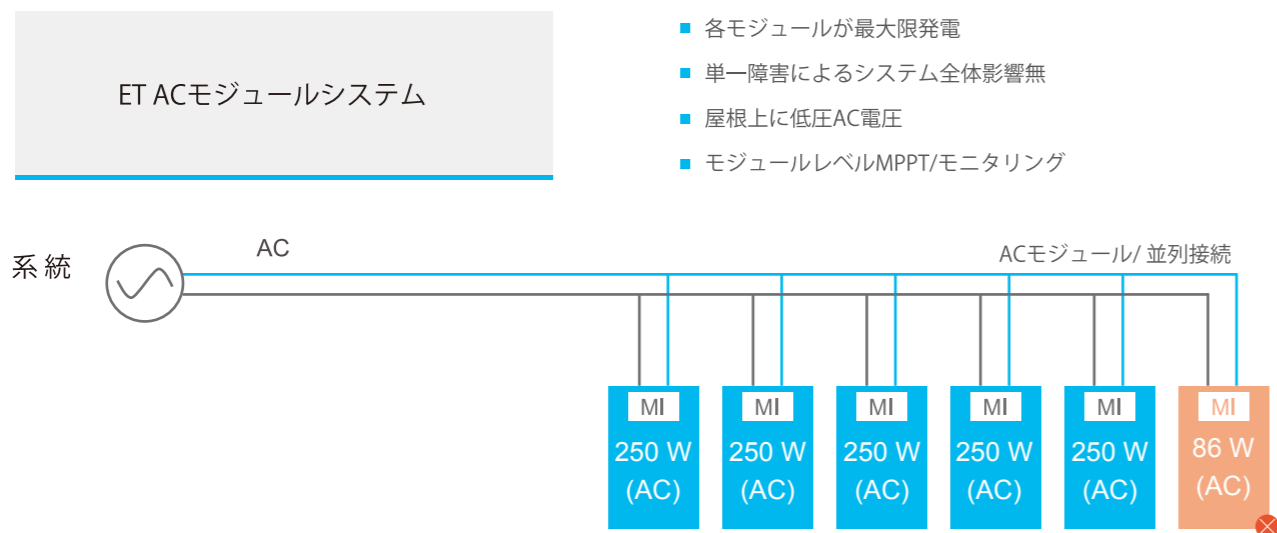 ET ACモジュールシステム
各モジュールが最大限発電
単一障害によるシステム全体影響無
屋根上に低圧AC電圧
モジュールレベルMPPT/モニタリング
系 統
AC
ACモジュール/ 並列接続
MI MI MI MI MI MI
250 W 250 W 250 W 250 W 250 W 86 W
(AC) (AC) (AC) (AC) (AC) (AC)